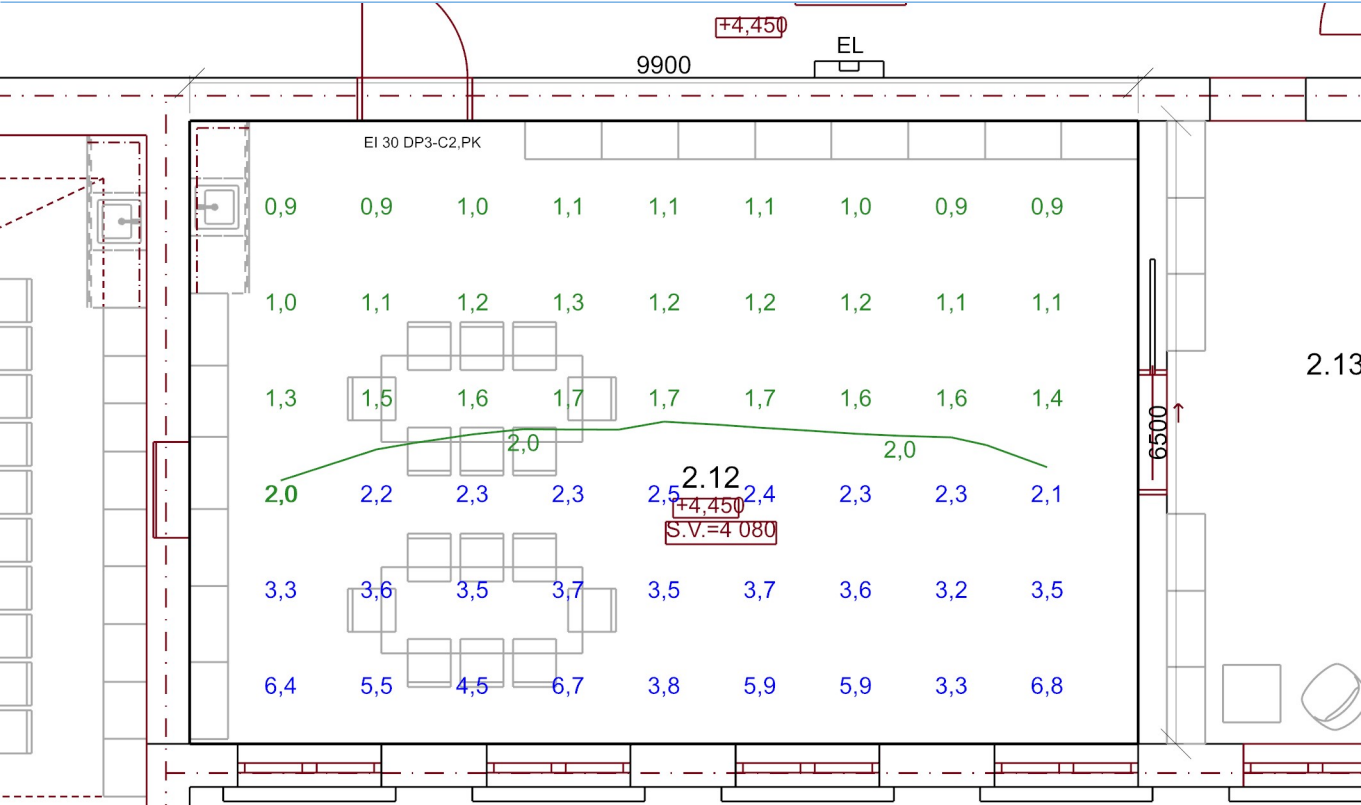 +4,450
EL
9900
EI 30 DP3-C2,PK
0,9 0,9 1,0 1,1 1,1 1,1 1,0 0,9 0,9
1,0 1,1 1,2 1,3 1,2 1,2 1,2 1,1 1,1
2.13
1,3 1,5 1,6 1,7 1,7 1,7 1,6 1,6 1,4
6500
2,0 2,0
2.12
2,0 2,2 2,3 2,3 2,5 2,4 2,3 2,3 2,1
+4,450
S.V.=4 080
3,3 3,6 3,5 3,7 3,5 3,7 3,6 3,2 3,5
6,4 5,5 4,5 6,7 3,8 5,9 5,9 3,3 6,8